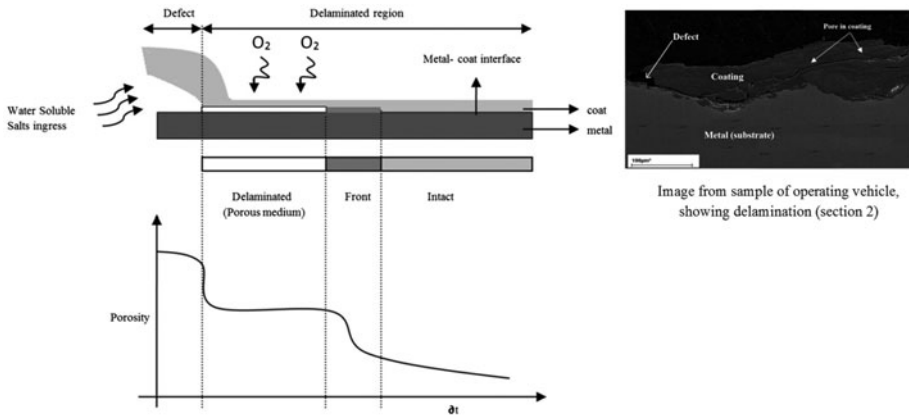 Defect
Delaminated region
O2
O2
Metal- coat interface
Water Soluble
Salts ingress
coat
metal
Delaminated
(Porous medium)
Front
Intact
Porosity
∂t
Pore in coating
Defect
Coating
Metal (substrate)
100μm
Image from sample of operating vehicle,
showing delamination (section 2)